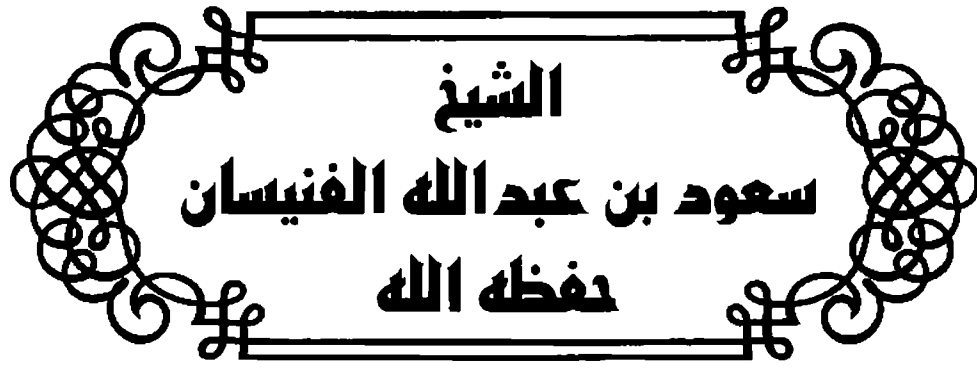 الشيخ
سعود بن عبدالله الفنيسان
حفظه الله